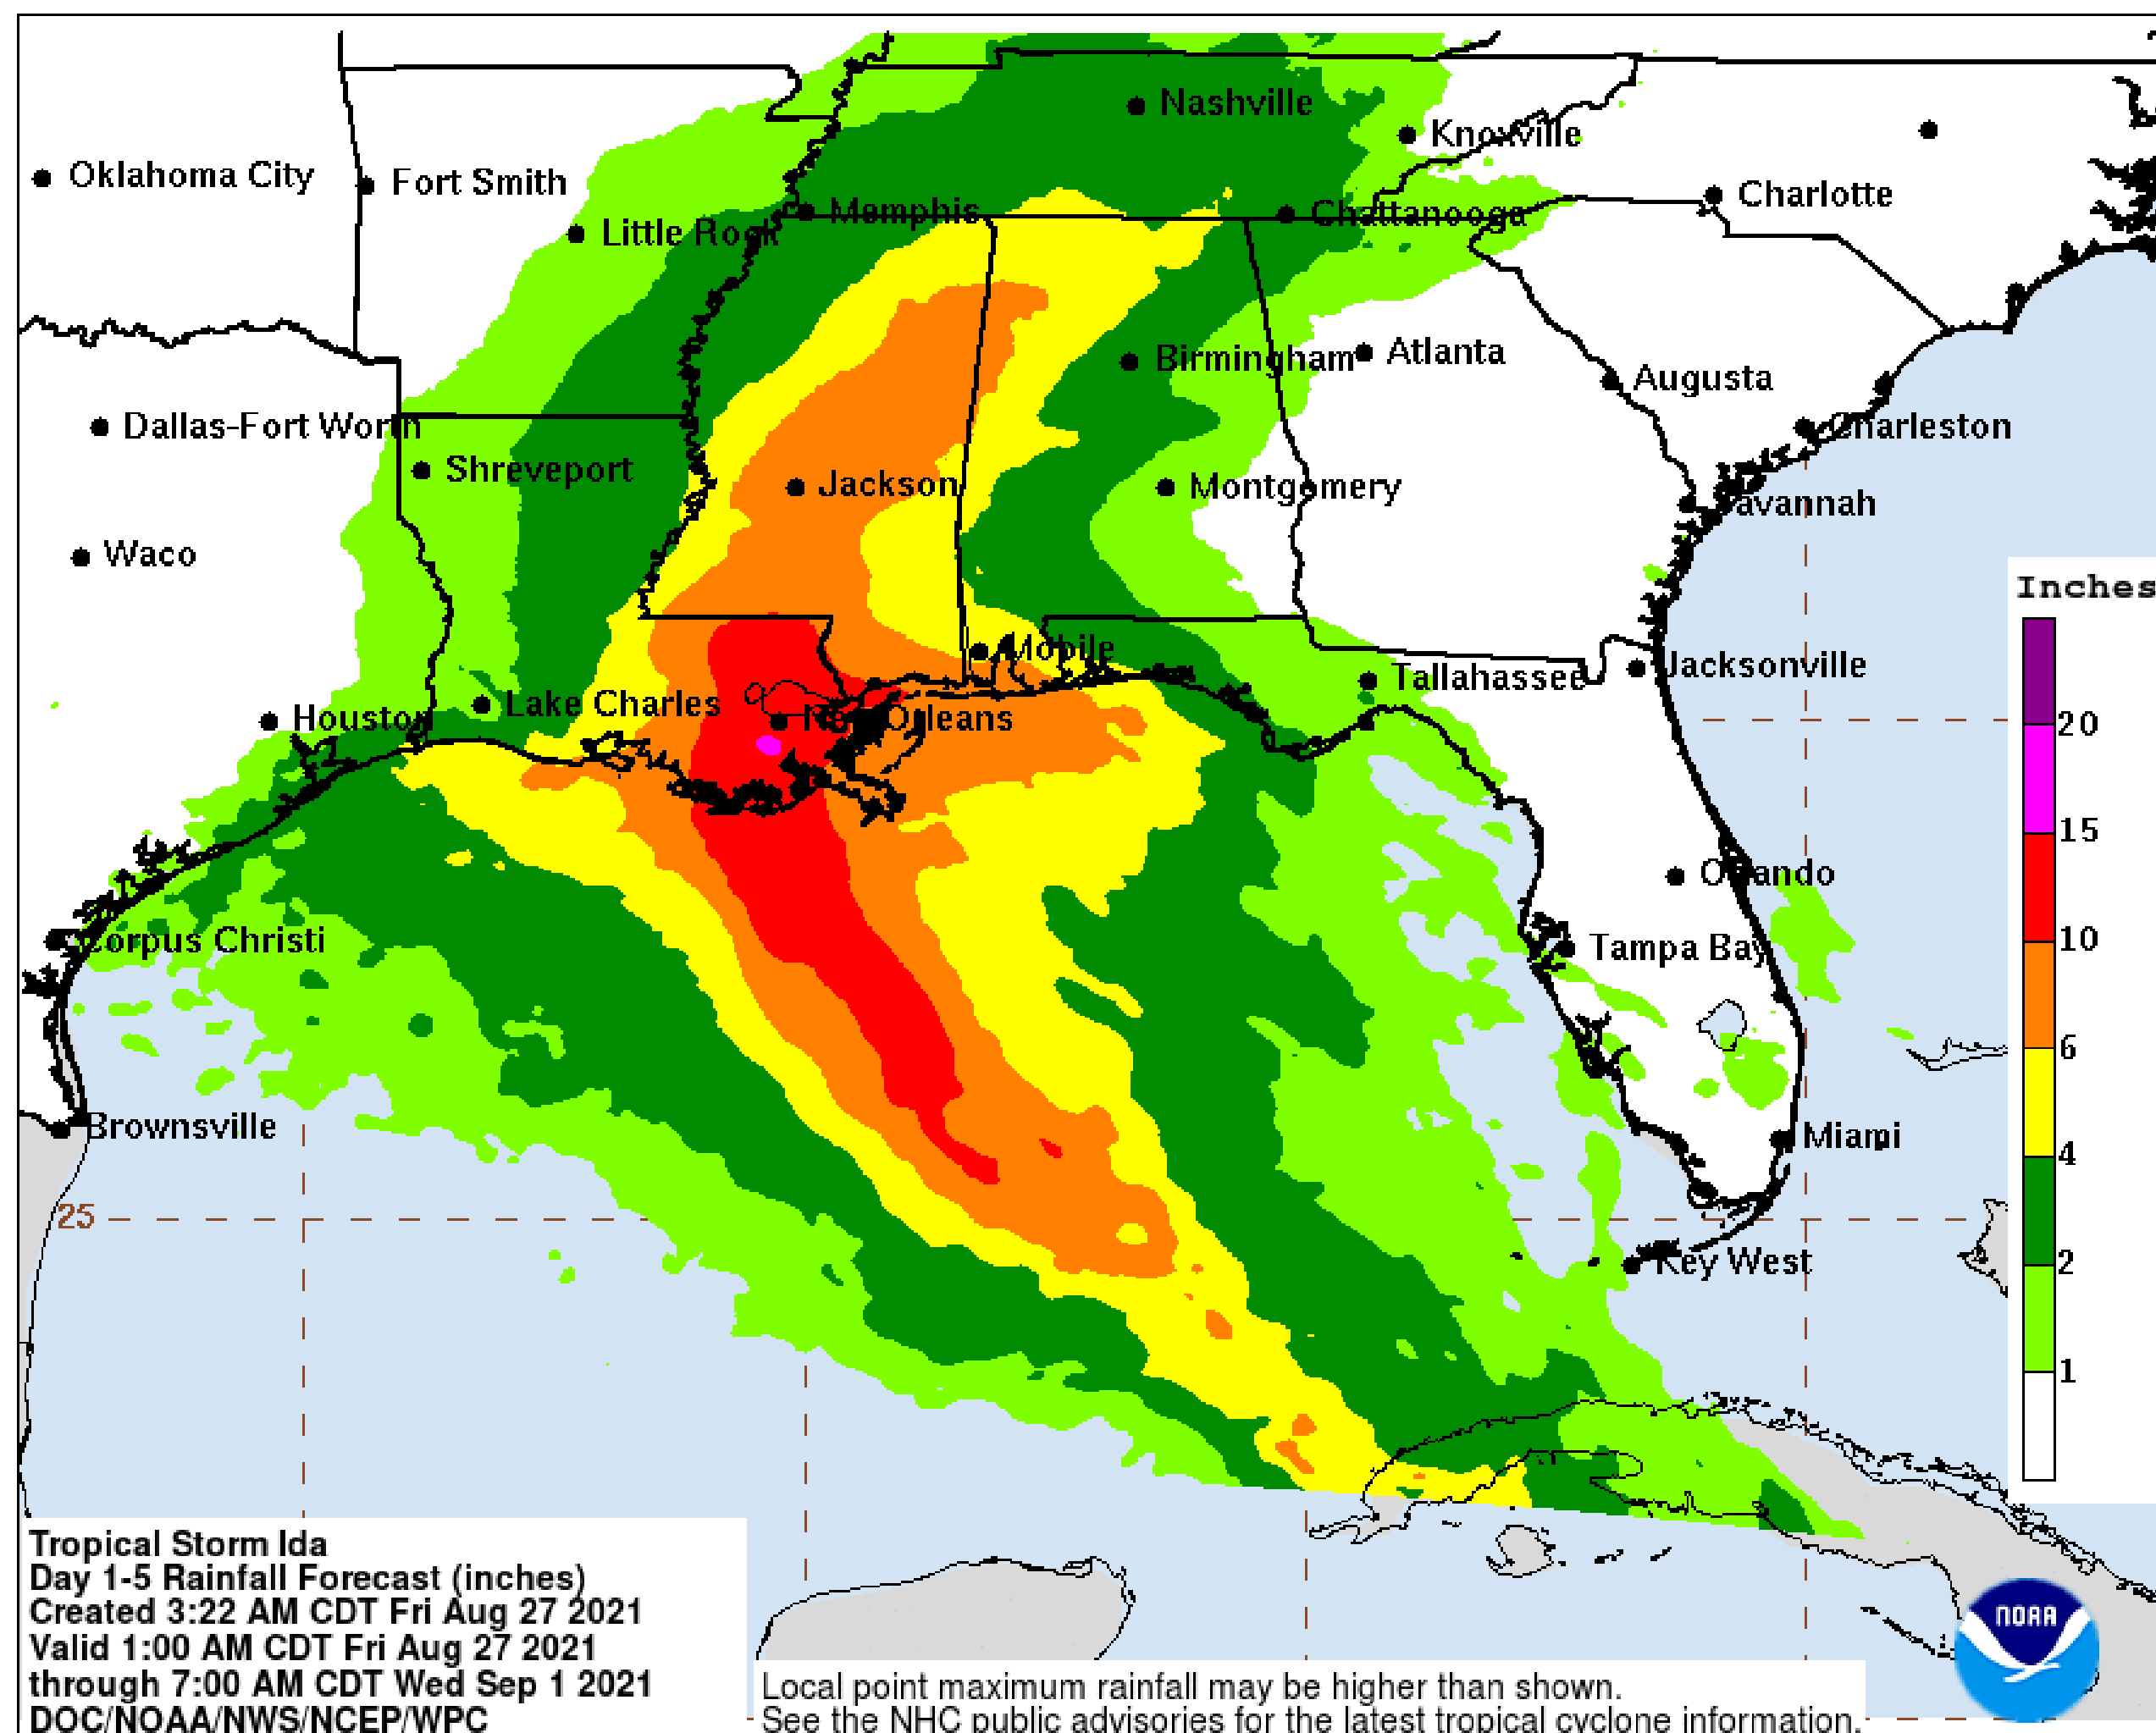 Nashville
Knoxville
Oklahoma City
Fort Smith
Charlotte
Memphis
Chattanooga
Little Rock
Birmingham
Atlanta
Augusta
Dallas-Fort Worth
Charleston
Shreveport
Jackson
Montgomery
Savannah
Waco
Inches
Mobile
Jacksonville
Tallahassee
Lake Charles
Houston
New Orleans
20
15
Orlando
10
Corpus Christi
Tampa Bay
6
Brownsville
Miami
4
25
Key West
2
1
Tropical Storm Ida
Day 1-5 Rainfall Forecast (inches)
Created 3:22 AM CDT Fri Aug 27 2021
Valid 1:00 AM CDT Fri Aug 27 2021
through 7:00 AM CDT Wed Sep 1 2021
DOC/NOAA/NWS/NCEP/WPC
Local point maximum rainfall may be higher than shown.
See the NHC public advisories for the latest tropical cyclone information.
NOAA